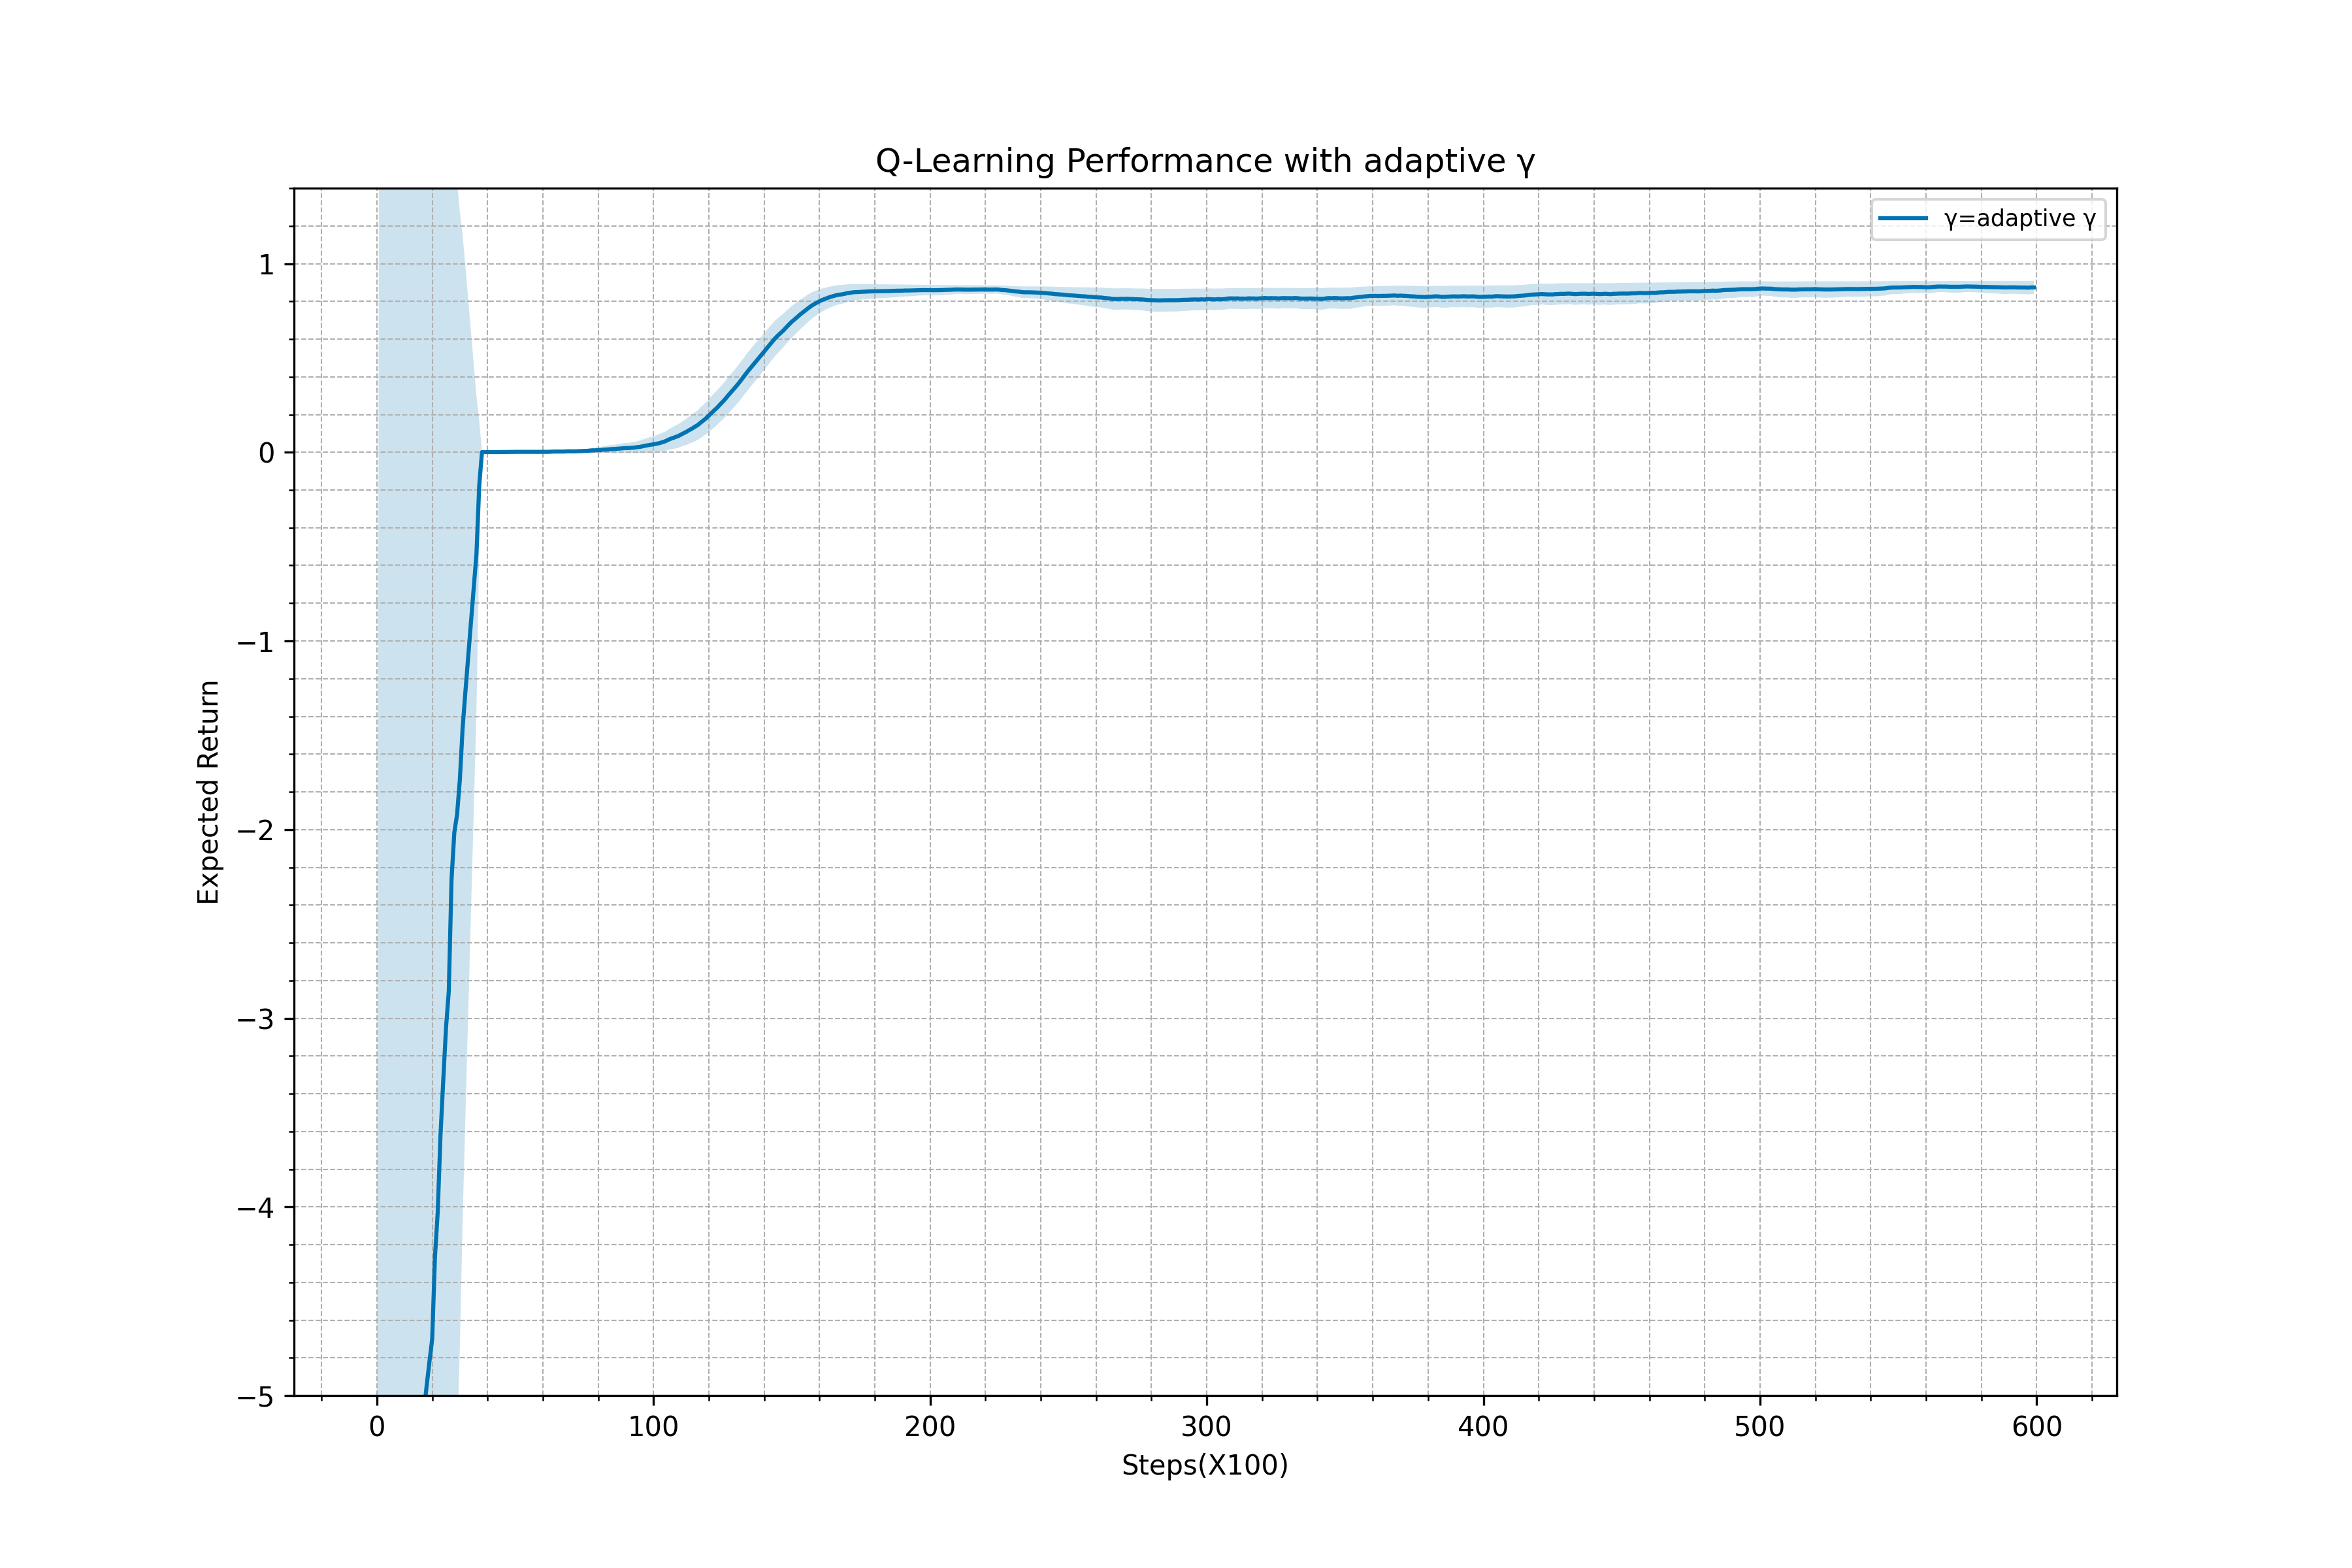 Q-Learning Performance with adaptive γ
γ=adaptive γ
Expected Return
1
0
−1
−2
−3
−4
−5
0 100 200 300 400 500 600
Steps(X100)